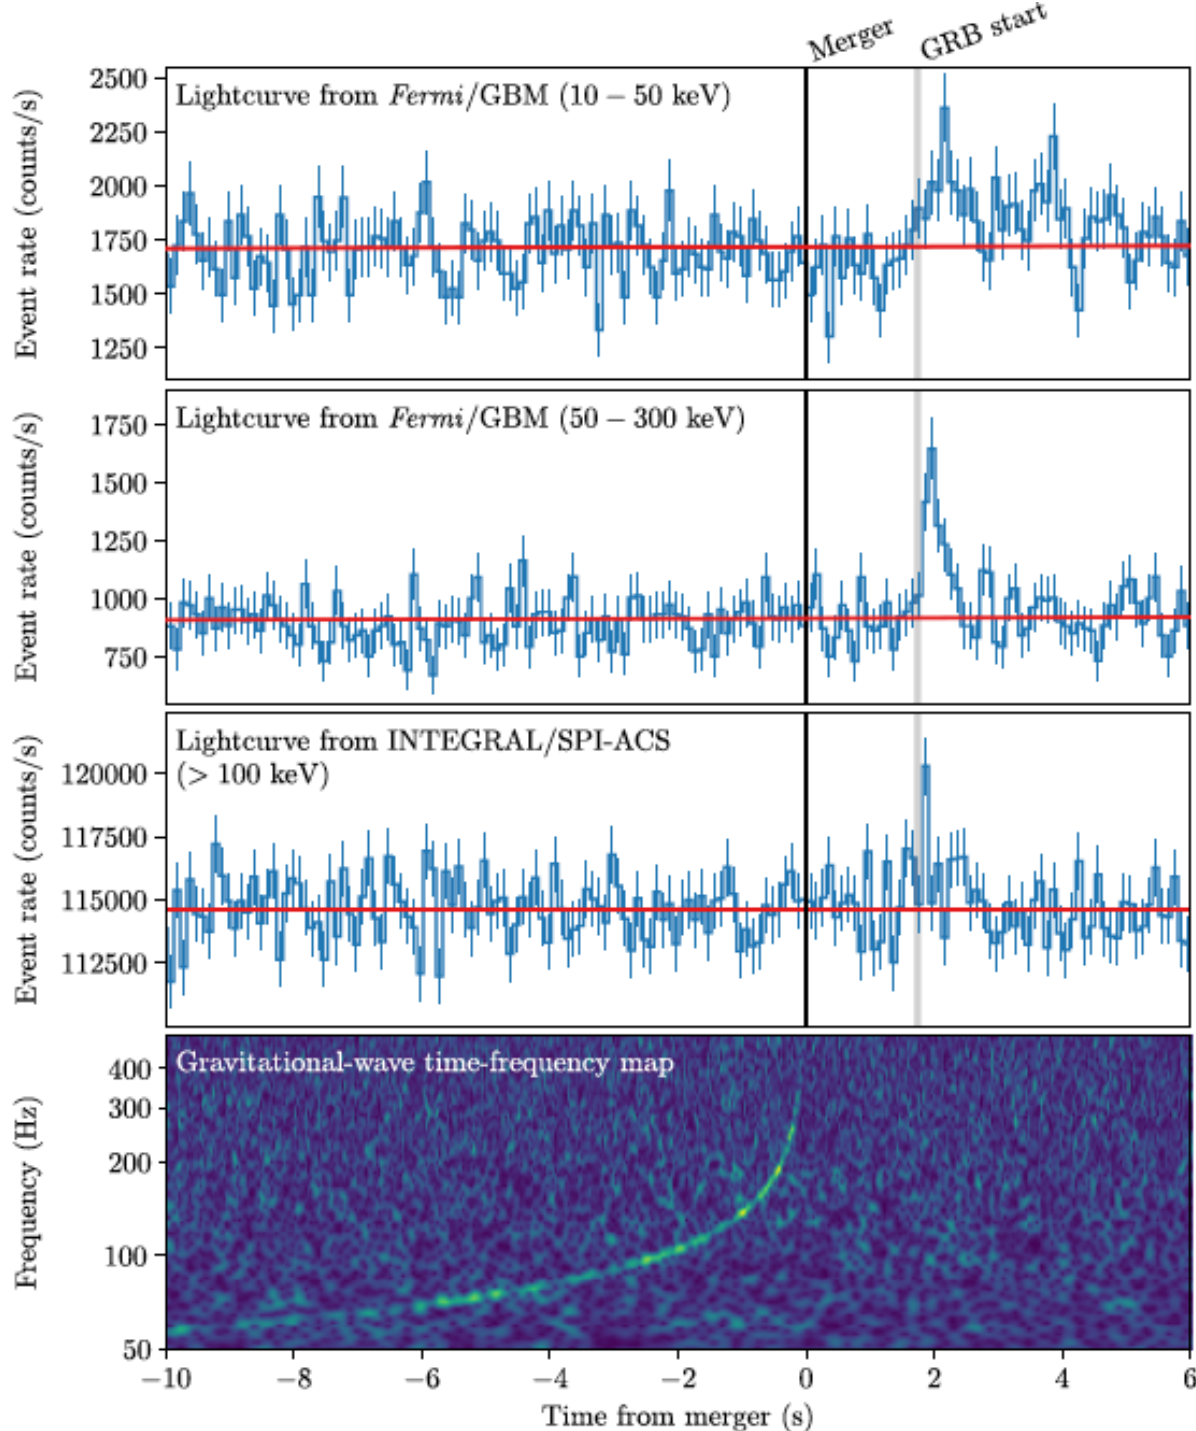 Merger GRB start
Lightcurve from Fermi/GBM (10 – 50 keV)
Event rate (counts/s)
2500
2250
2000
1750
1500
1250
Lightcurve from Fermi/GBM (50 – 300 keV)
Event rate (counts/s)
1750
1500
1250
1000
750
Lightcurve from INTEGRAL/SPI-ACS
(> 100 keV)
Event rate (counts/s)
120000
117500
115000
112500
Gravitational-wave time-frequency map
Frequency (Hz)
400
300
200
100
50
−10 −8 −6 −4 −2 0 2 4 6
Time from merger (s)